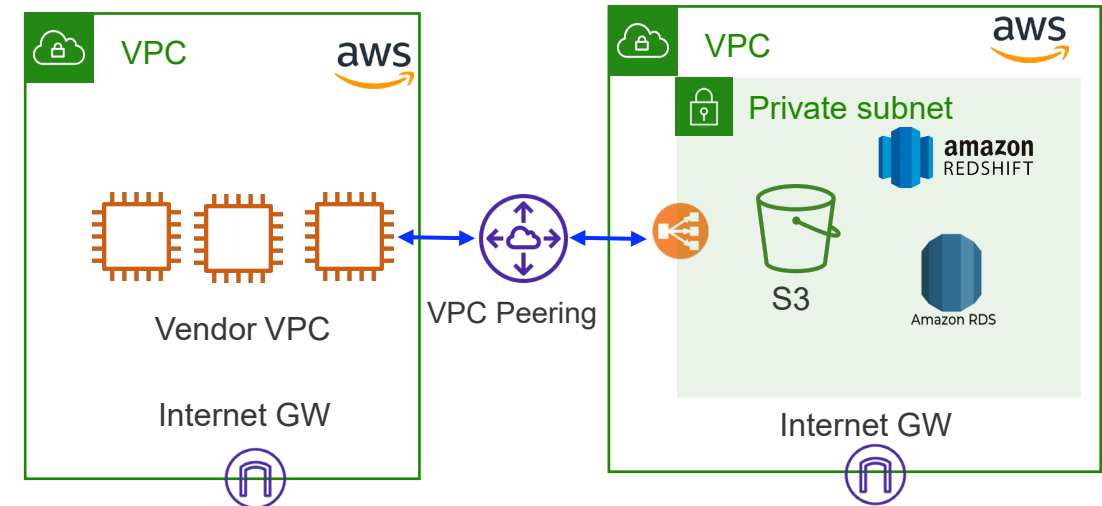 VPC
aws
Vendor VPC
Internet GW
VPC Peering
VPC
aws
Private subnet
amazon
REDSHIFT
S3
Amazon RDS
Internet GW